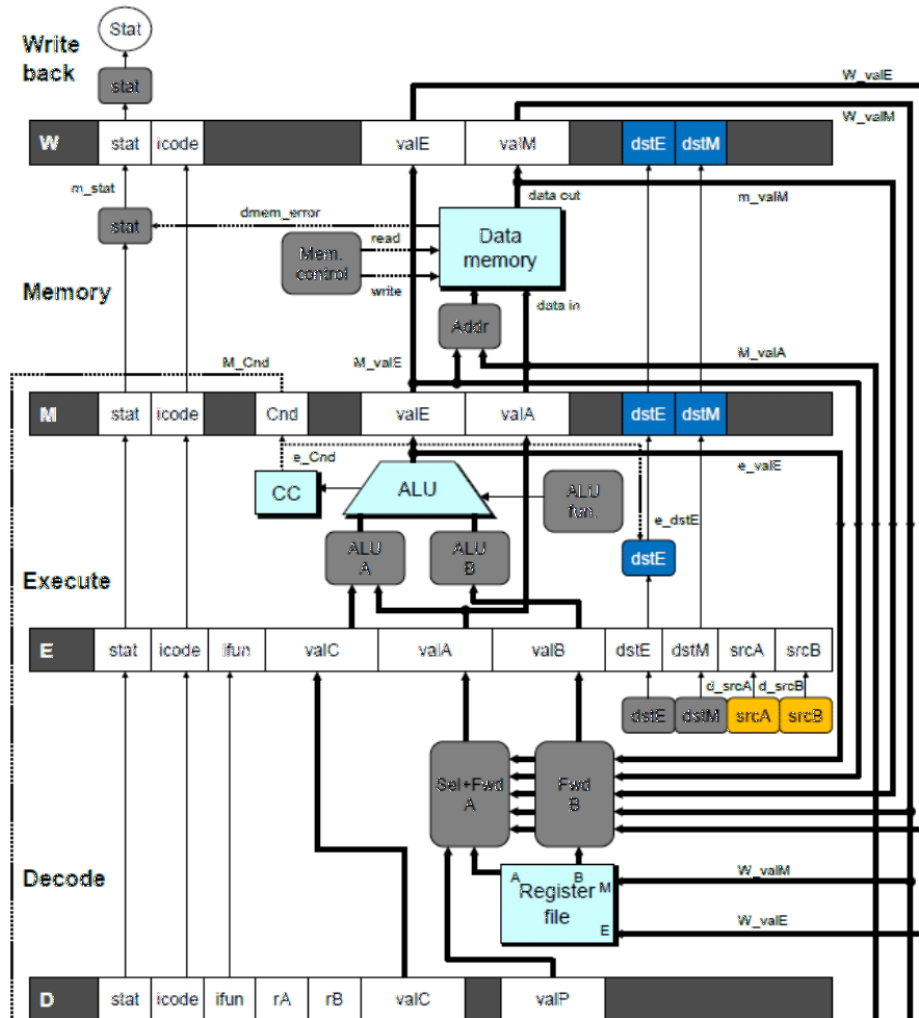 Stat
Write
back
stat
W_valE
W_valM
W stat icode valE valM dstE dstM
m_stat
data out
m_valM
dmem_error
stat
read
Mem.
control
Data
memory
write
Memory
data in
Addr
M_Cnd
M_valE
M_valA
M stat icode Cnd valE valA dstE dstM
e_Cnd
e_valE
CC
ALU
ALU
fun.
e_dstE
ALU
A
ALU
B
dstE
Execute
E stat icode ifun valC valA valB dstE dstM srcA srcB
d_srcA d_srcB
dstE dstM srcA srcB
Sel+Fwd
A
Fwd
B
Decode
A B
W_valM
M
Register
file
E
W_valE
D stat icode ifun rA rB valC valP